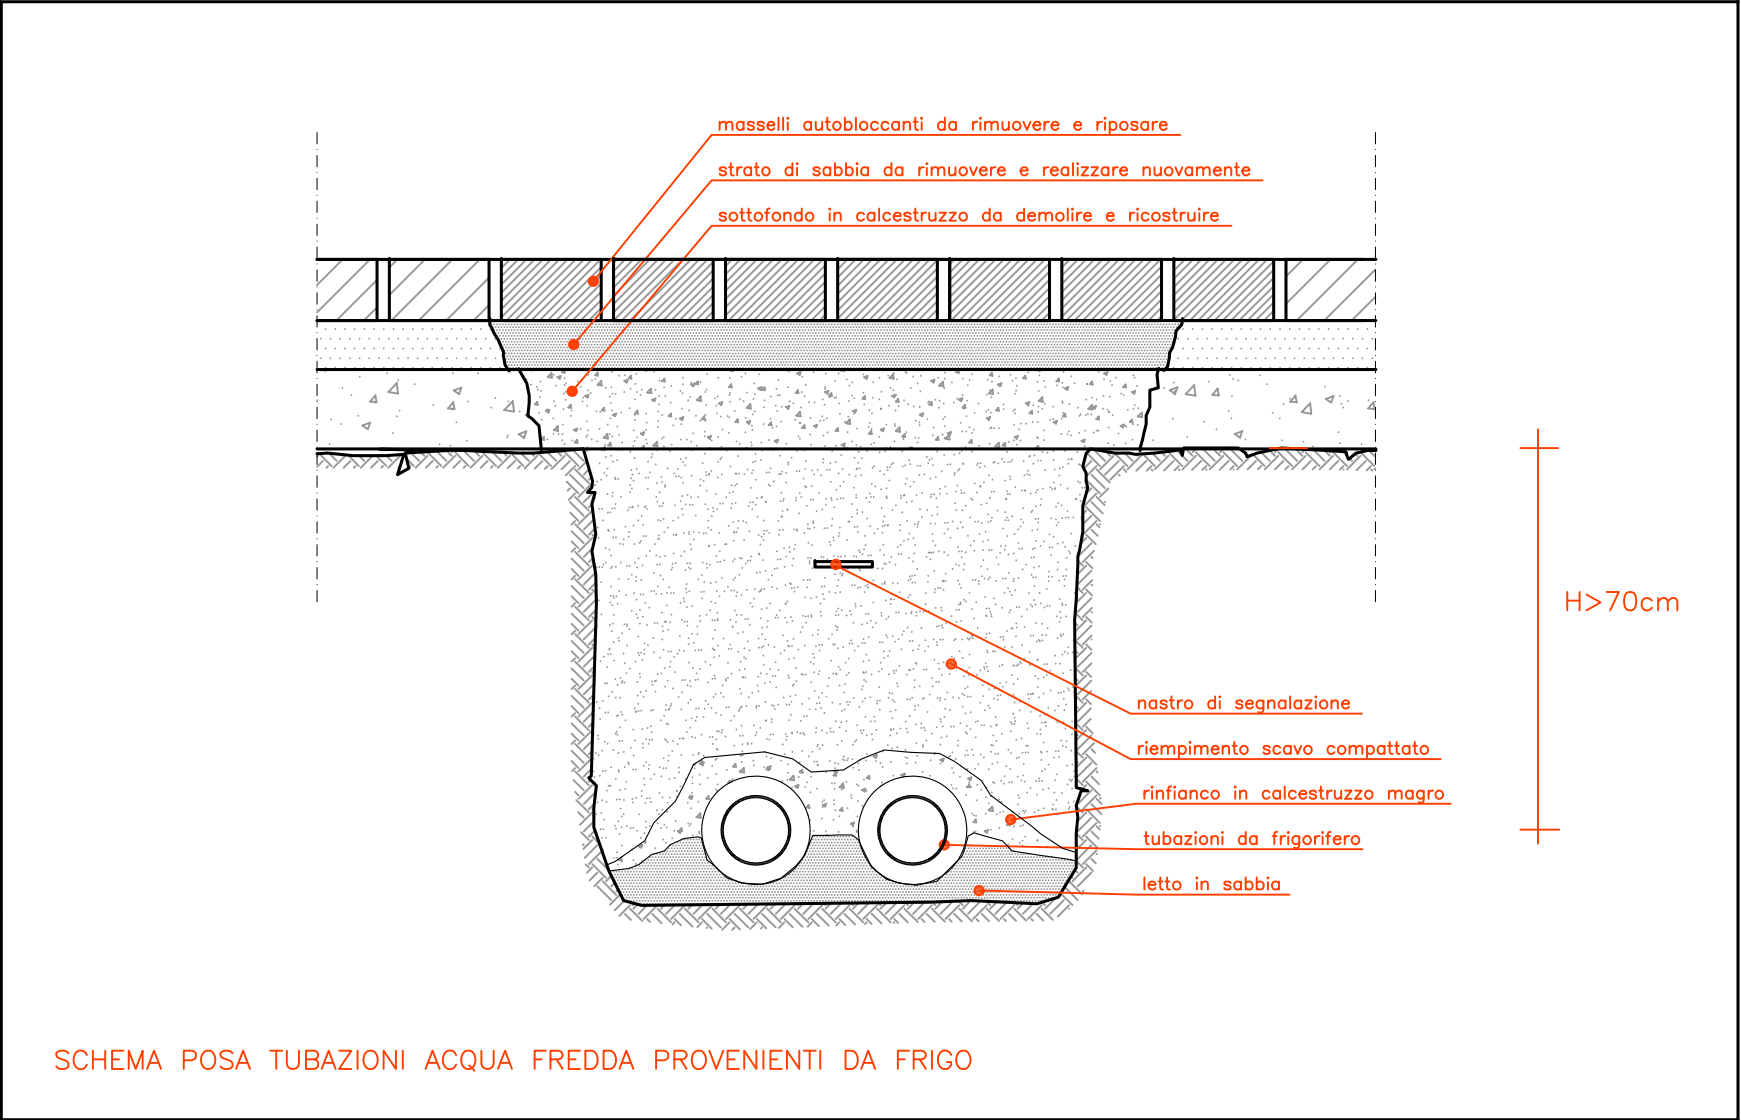 masselli autobloccanti da rimuovere e riposare
strato di sabbia da rimuovere e realizzare nuovamente
sottofondo in calcestruzzo da demolire e ricostruire
H>70cm
nastro di segnalazione
riempimento scavo compattato
rinfianco in calcestruzzo magro
tubazioni da frigorifero
letto in sabbia
SCHEMA POSA TUBAZIONI ACQUA FREDDA PROVENIENTI DA FRIGO